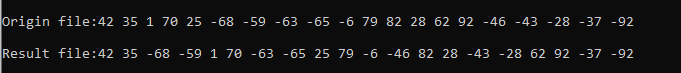 Origin file:42 35 1 70 25 -68 -59 -63 -65 -6 79 82 28 62 92 -46 -43 -28 -37 -92
Result file:42 35 -68 -59 1 70 -63 -65 25 79 -6 -46 82 28 -43 -28 62 92 -37 -92